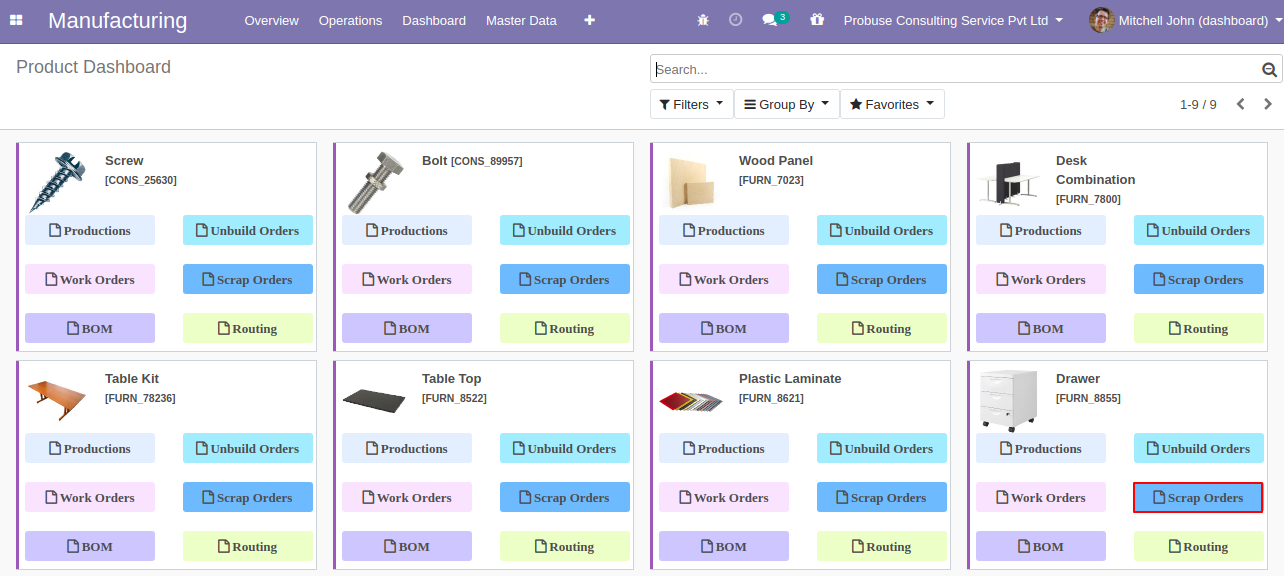 Manufacturing Overview Operations Dashboard Master Data 3 Probuse Consulting Service Pvt Ltd Mitchell John (dashboard)
Product Dashboard
Search...
Filters Group By Favorites 1-9 / 9
Screw
[CONS_25630]
Productions Unbuild Orders
Work Orders Scrap Orders
BOM Routing
Bolt [CONS_89957]
Productions Unbuild Orders
Work Orders Scrap Orders
BOM Routing
Wood Panel
[FURN_7023]
Productions Unbuild Orders
Work Orders Scrap Orders
BOM Routing
Desk
Combination
[FURN_7800]
Productions Unbuild Orders
Work Orders Scrap Orders
BOM Routing
Table Kit
[FURN_78236]
Productions Unbuild Orders
Work Orders Scrap Orders
BOM Routing
Table Top
[FURN_8522]
Productions Unbuild Orders
Work Orders Scrap Orders
BOM Routing
Plastic Laminate
[FURN_8621]
Productions Unbuild Orders
Work Orders Scrap Orders
BOM Routing
Drawer
[FURN_8855]
Productions Unbuild Orders
Work Orders Scrap Orders
BOM Routing